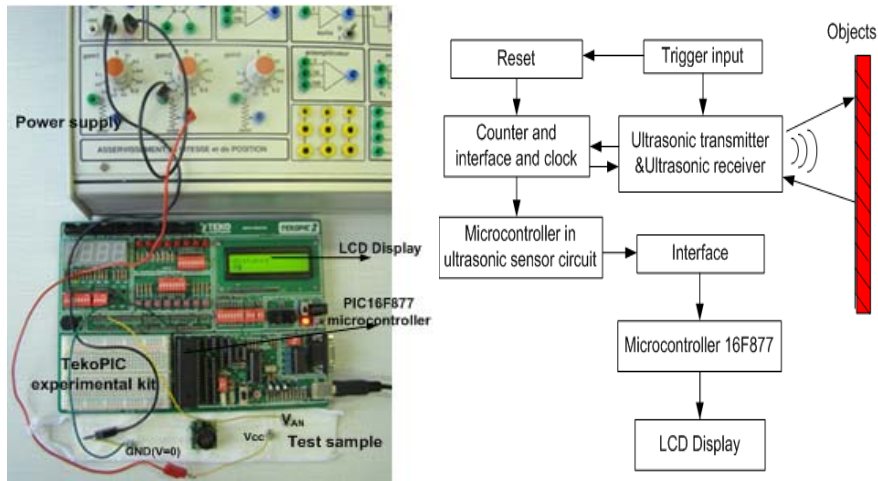 Power supply
ASSERVISSEMENT VITESSE et de POSITION
TEKO
TEKOPIC 2
LCD Display
PIC16F877
microcontroller
TekoPIC
experimental kit
VAN
Vcc
Test sample
GND(V=0)
Reset
Trigger input
Objects
Counter and
interface and clock
Ultrasonic transmitter
&Ultrasonic receiver
Microcontroller in
ultrasonic sensor circuit
Interface
Microcontroller 16F877
LCD Display